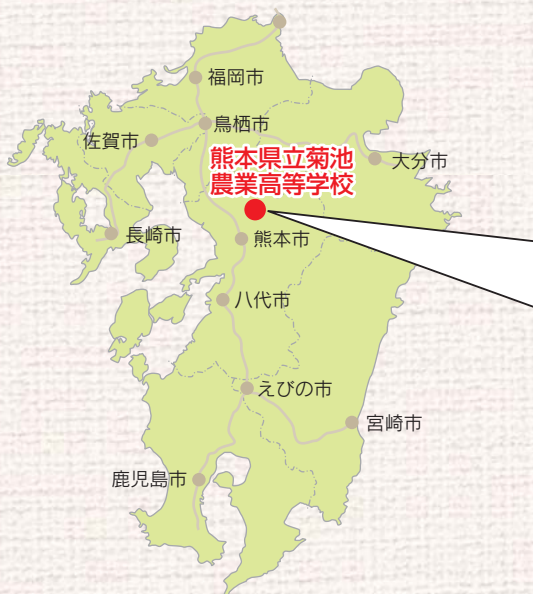 福岡市
鳥栖市
佐賀市
熊本県立菊池
農業高等学校
大分市
長崎市
熊本市
八代市
えびの市
宮崎市
鹿児島市